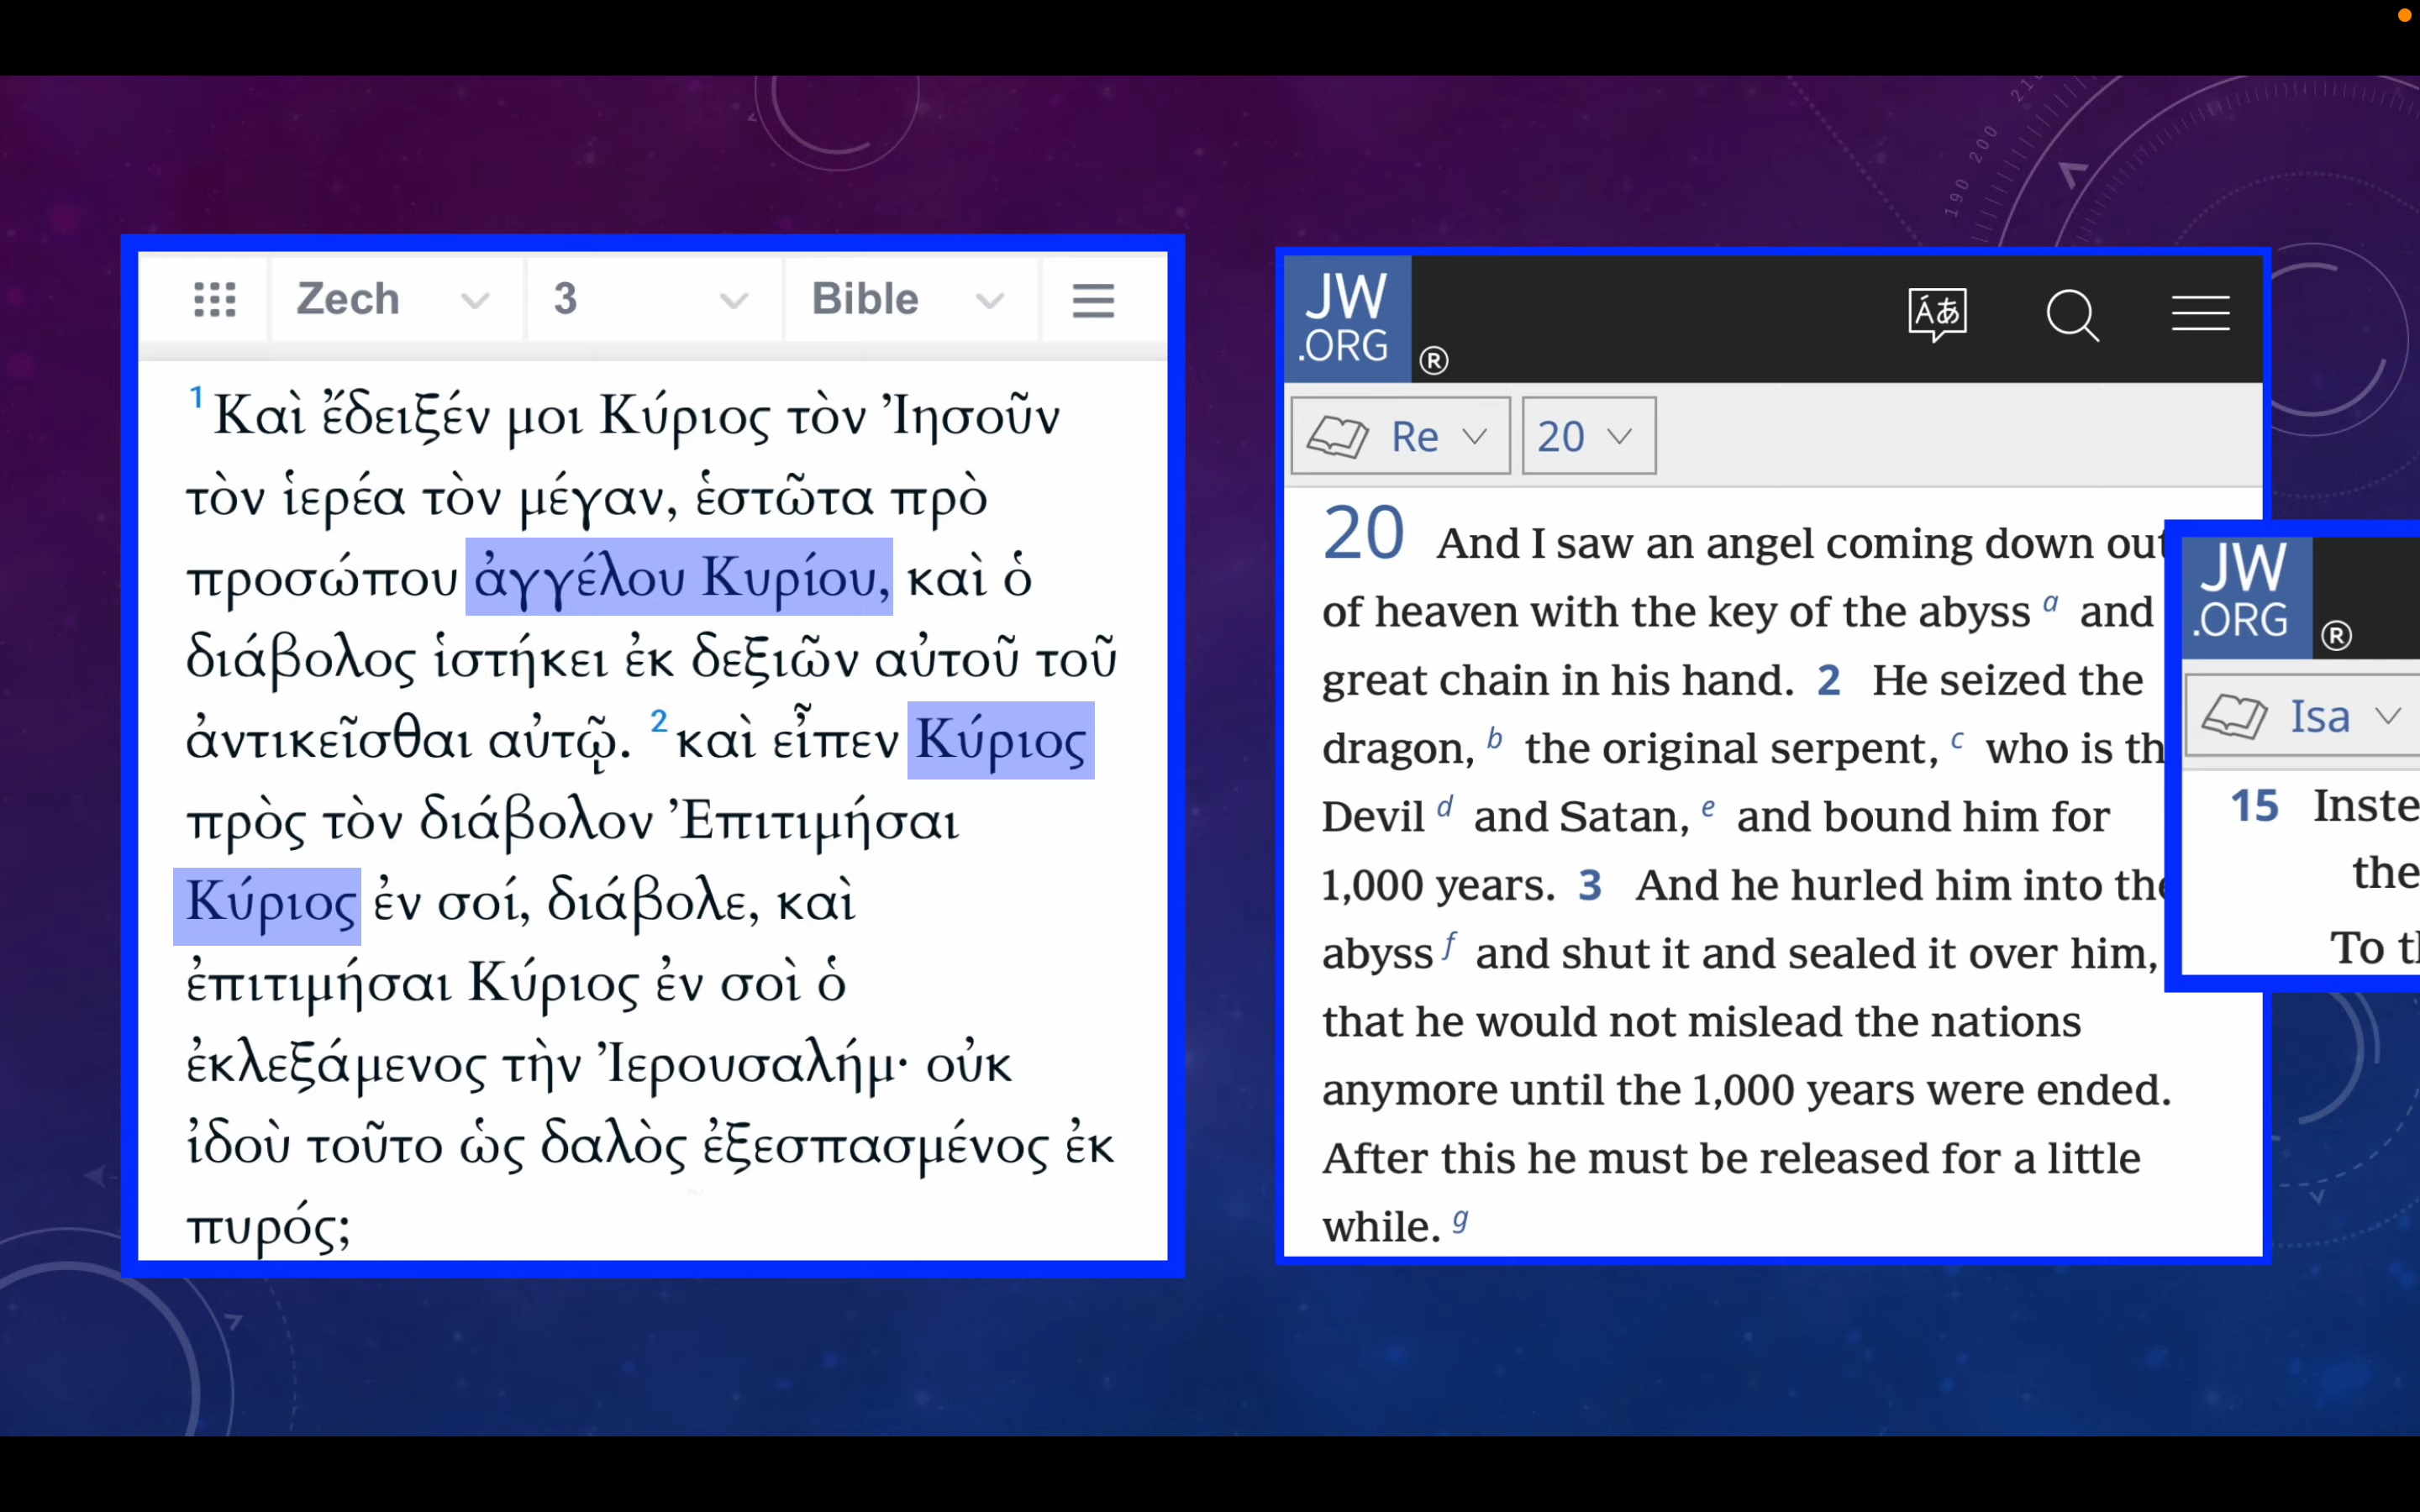 Zech 3 Bible
1 Καὶ ἔδειξέν μοι Κύριος τὸν Ἰησοῦν
τὸν ἱερέα τὸν μέγαν, ἑστῶτα πρὸ
προσώπου ἀγγέλου Κυρίου, καὶ ὁ
διάβολος ἱστήκει ἐκ δεξιῶν αὐτοῦ τοῦ
ἀντικεῖσθαι αὐτῷ. 2 καὶ εἶπεν Κύριος
πρὸς τὸν διάβολον Ἐπιτιμήσαι
Κύριος ἐν σοί, διάβολε, καὶ
ἐπιτιμήσαι Κύριος ἐν σοὶ ὁ
ἐκλεξάμενος τὴν Ἰερουσαλήμ· οὐκ
ἰδοὺ τοῦτο ὡς δαλὸς ἐξεσπασμένος ἐκ
πυρός;
JW
.ORG ®
Áあ
Re 20
20 And I saw an angel coming down out
of heaven with the key of the abyss a and
great chain in his hand. 2 He seized the
dragon, b the original serpent, c who is th
Devil d and Satan, e and bound him for
1,000 years. 3 And he hurled him into the
abyss f and shut it and sealed it over him,
that he would not mislead the nations
anymore until the 1,000 years were ended.
After this he must be released for a little
while. g
JW
.ORG ®
Isa
15 Inste
the
To th
190 200